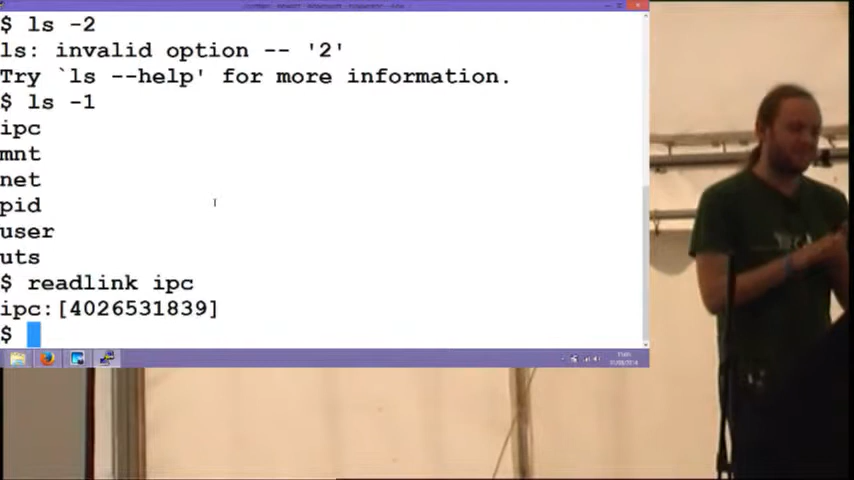 $ ls -2
ls: invalid option -- '2'
Try `ls --help' for more information.
$ ls -1
ipc
mnt
net
pid
user
uts
$ readlink ipc
ipc:[4026531839]
$